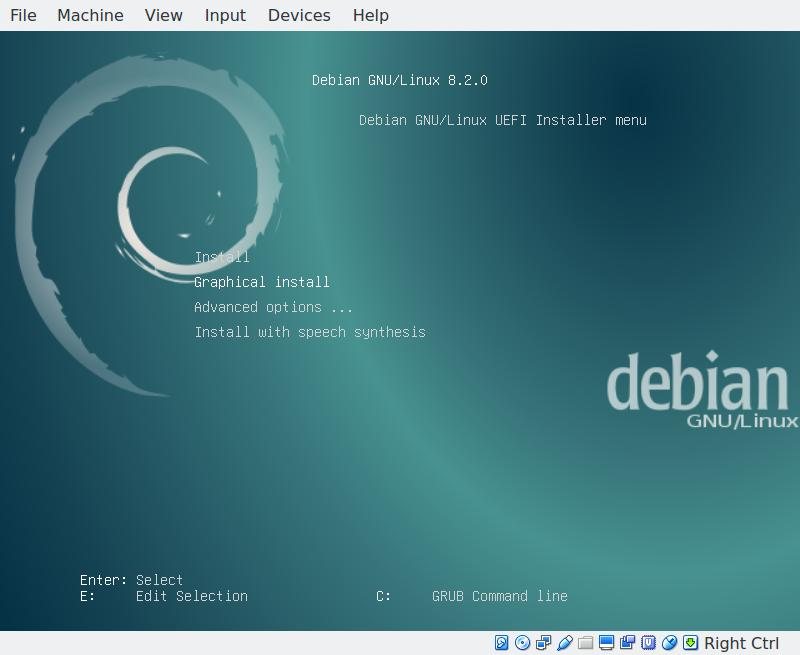 File Machine View Input Devices Help
Debian GNU/Linux 8.2.0
Debian GNU/Linux UEFI Installer menu
Install
Graphical install
Advanced options ...
Install with speech synthesis
debian
GNU/Linux
Enter: Select
E: Edit Selection C: GRUB Command line
Right Ctrl